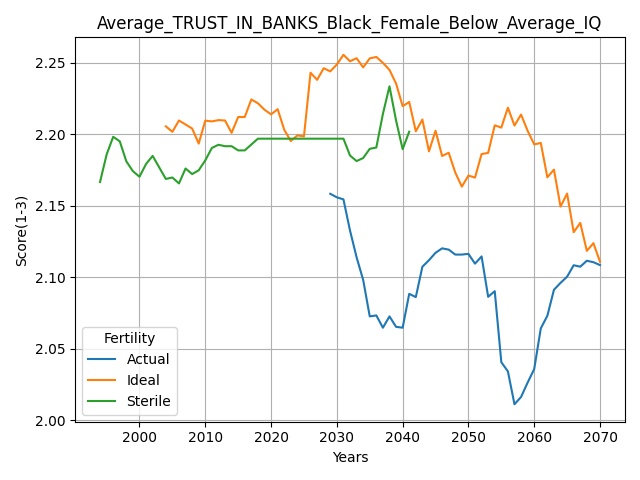 Average_TRUST_IN_BANKS_Black_Female_Below_Average_IQ
Score(1-3)
2.25
2.20
2.15
2.10
2.05
2.00
Fertility
Actual
Ideal
Sterile
2000 2010 2020 2030 2040 2050 2060 2070
Years